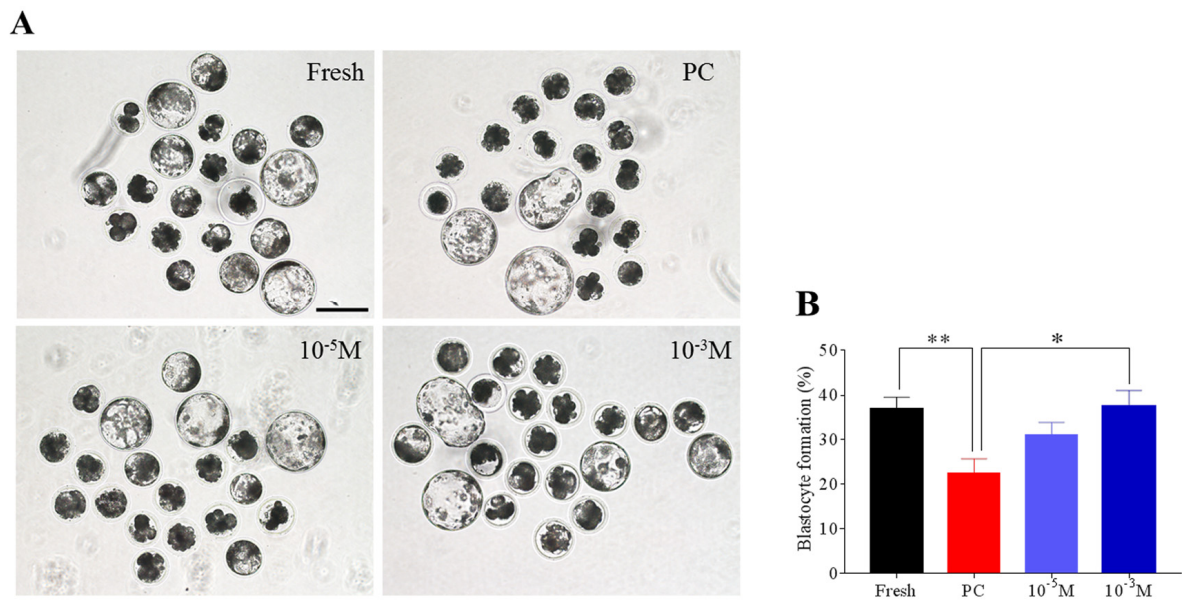 A
Fresh
PC
10⁻⁵M
10⁻³M
B
Blastocyte formation (%)
50
40
30
20
10
0
**
*
Fresh
PC
10⁻⁵M
10⁻³M